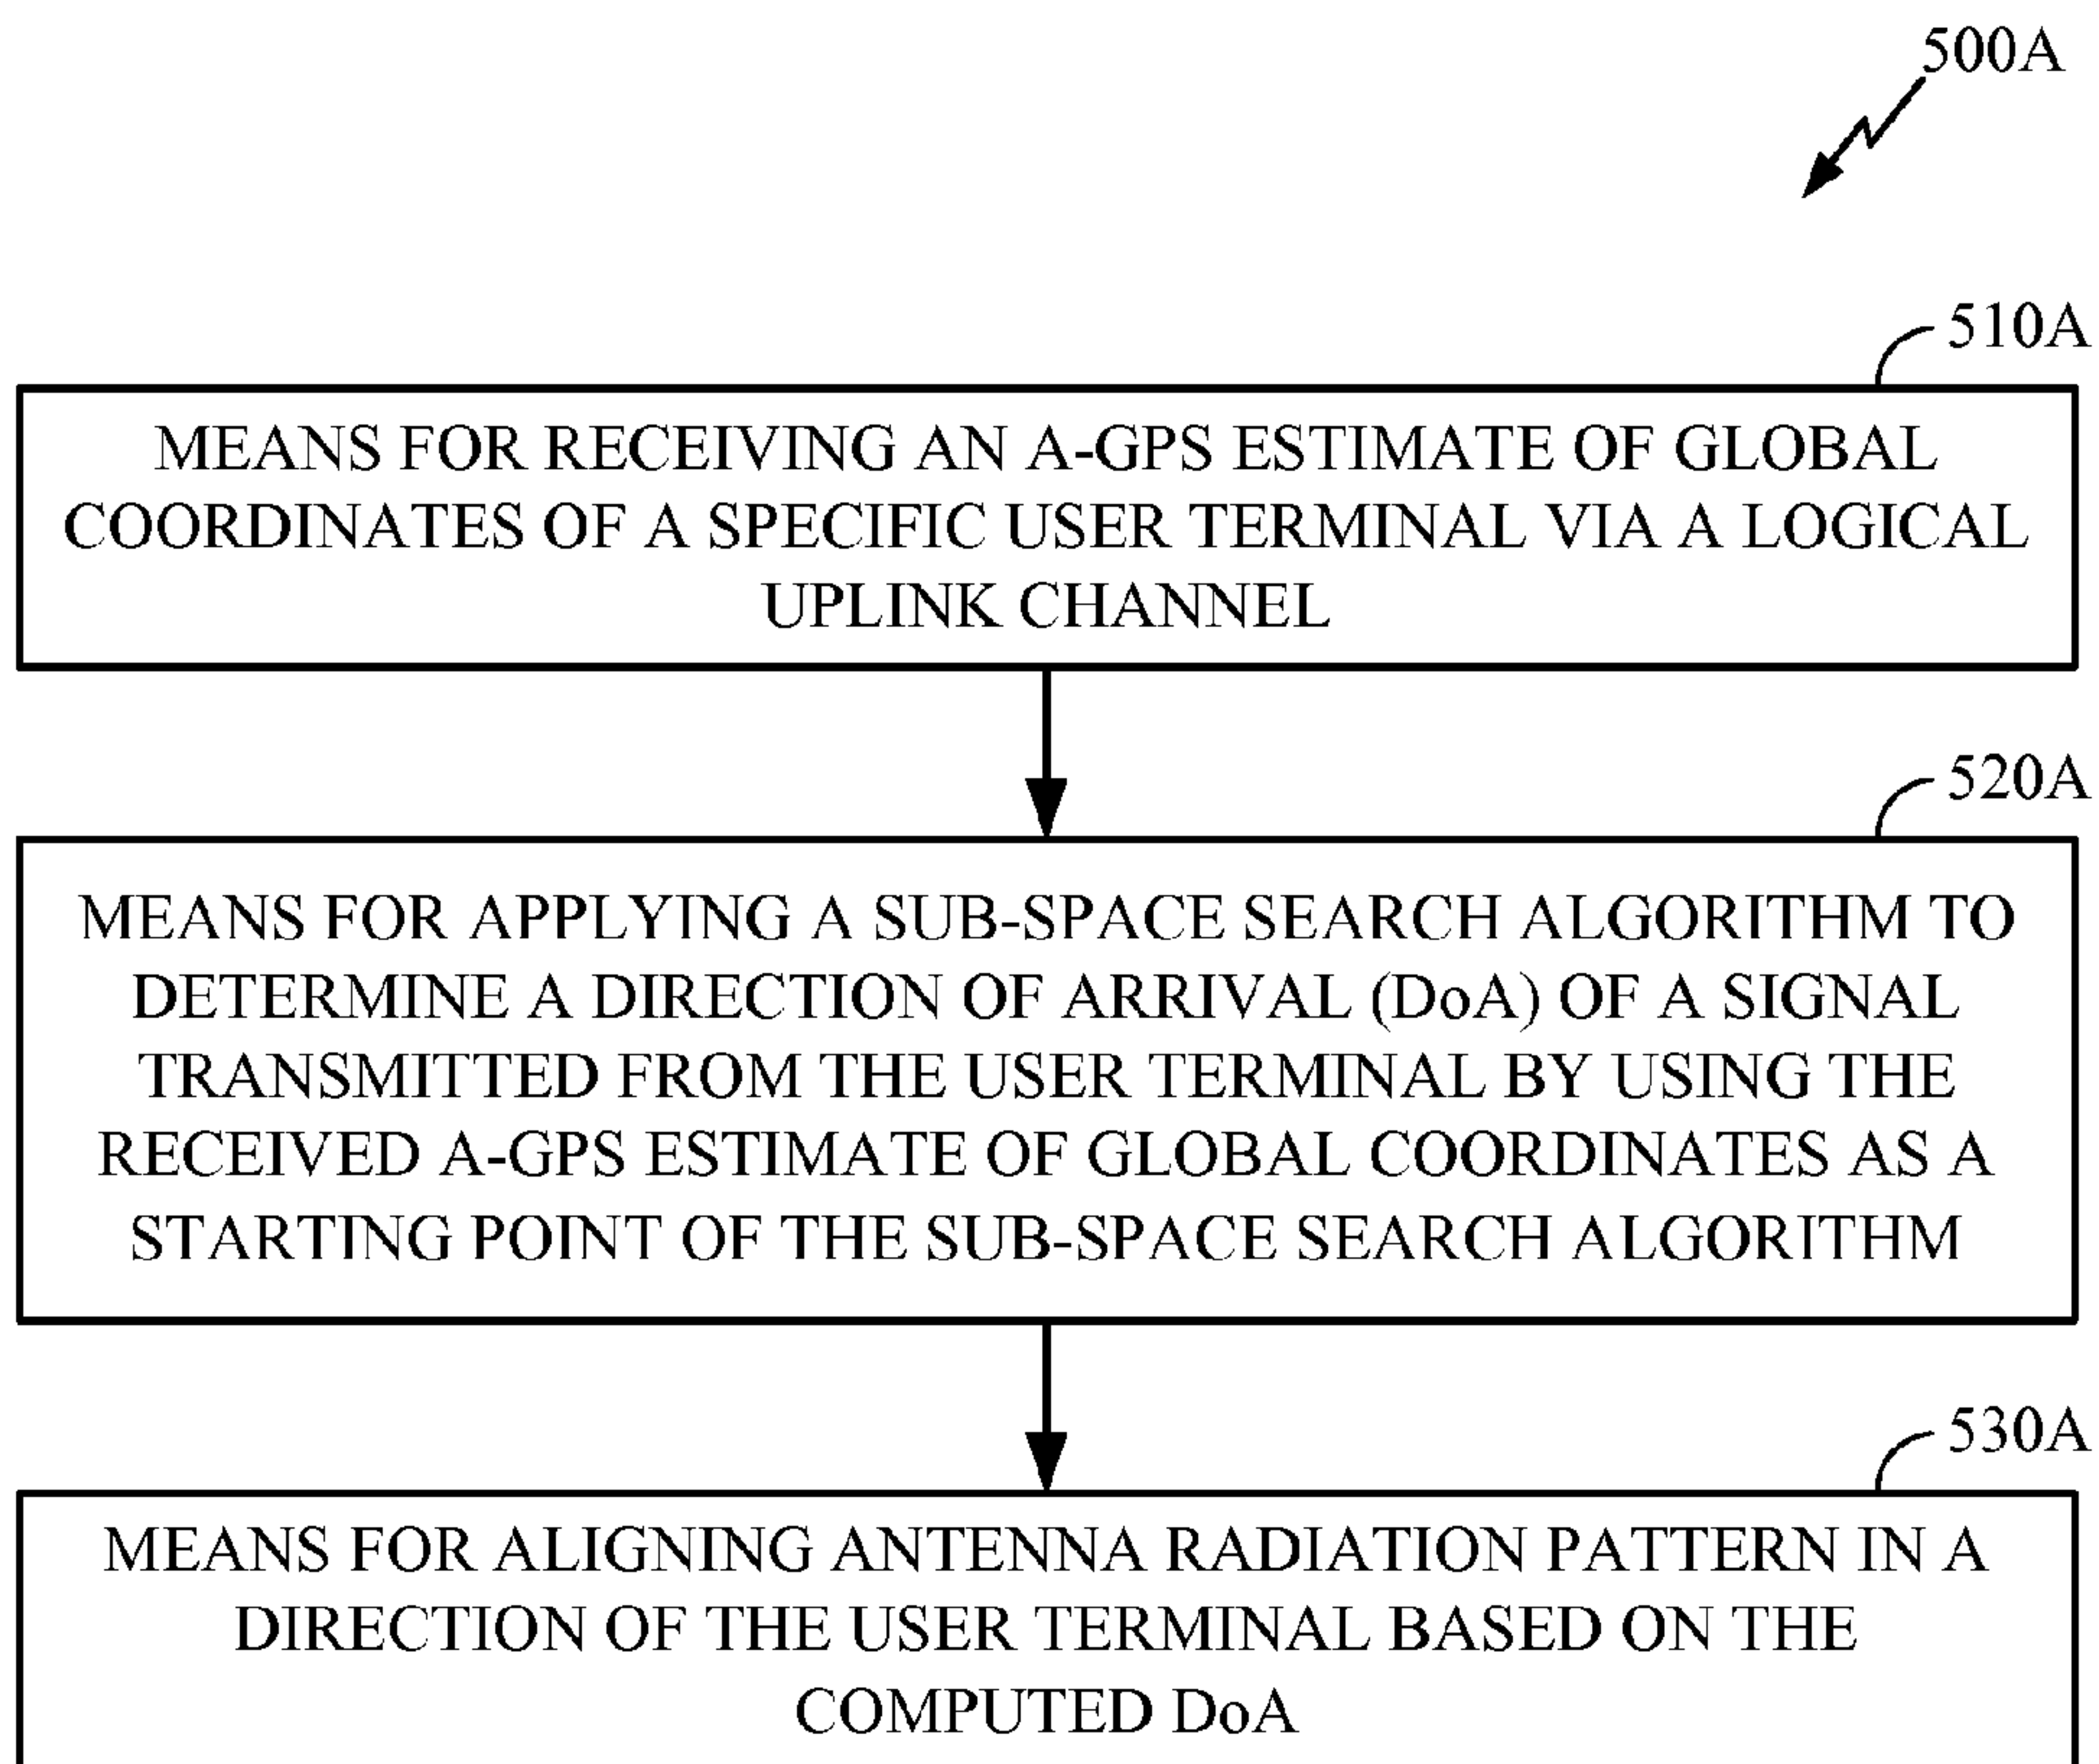 500A
510A
MEANS FOR RECEIVING AN A-GPS ESTIMATE OF GLOBAL
COORDINATES OF A SPECIFIC USER TERMINAL VIA A LOGICAL
UPLINK CHANNEL
520A
MEANS FOR APPLYING A SUB-SPACE SEARCH ALGORITHM TO
DETERMINE A DIRECTION OF ARRIVAL (DoA) OF A SIGNAL
TRANSMITTED FROM THE USER TERMINAL BY USING THE
RECEIVED A-GPS ESTIMATE OF GLOBAL COORDINATES AS A
STARTING POINT OF THE SUB-SPACE SEARCH ALGORITHM
530A
MEANS FOR ALIGNING ANTENNA RADIATION PATTERN IN A
DIRECTION OF THE USER TERMINAL BASED ON THE
COMPUTED DoA